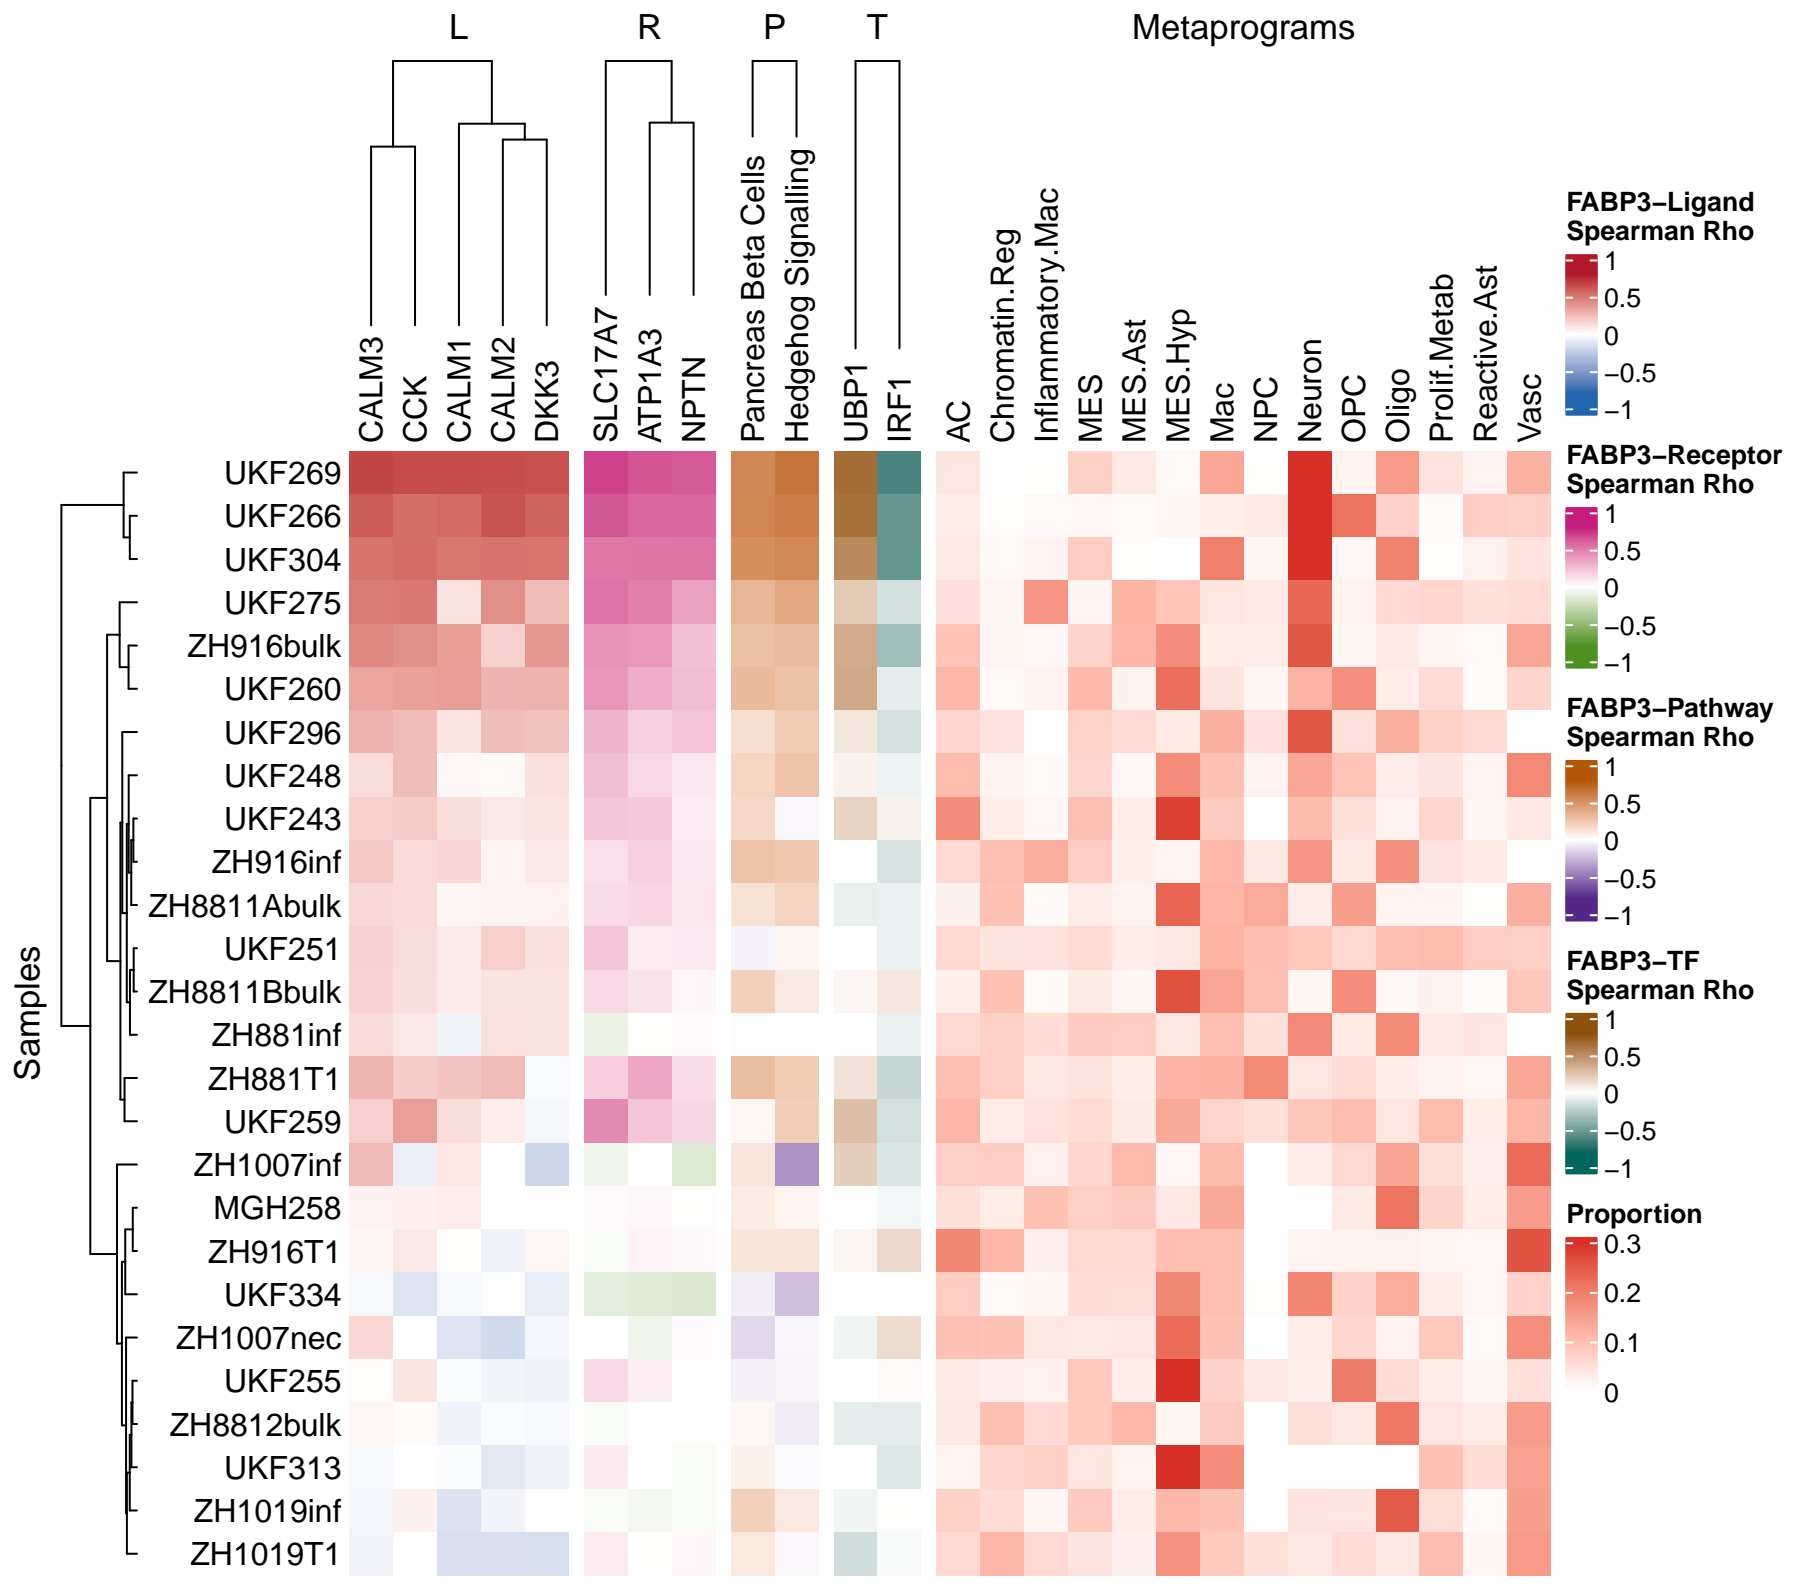 L R P T Metaprograms
CALM3 CCK CALM1 CALM2 DKK3 SLC17A7 ATP1A3 NPTN Pancreas Beta Cells Hedgehog Signalling UBP1 IRF1 AC Chromatin.Reg Inflammatory.Mac MES MES.Ast MES.Hyp Mac NPC Neuron OPC Oligo Prolif.Metab Reactive.Ast Vasc
Samples
UKF269
UKF266
UKF304
UKF275
ZH916bulk
UKF260
UKF296
UKF248
UKF243
ZH916inf
ZH8811Abulk
UKF251
ZH8811Bbulk
ZH881inf
ZH881T1
UKF259
ZH1007inf
MGH258
ZH916T1
UKF334
ZH1007nec
UKF255
ZH8812bulk
UKF313
ZH1019inf
ZH1019T1
FABP3−Ligand
Spearman Rho
1
0.5
0
−0.5
−1
FABP3−Receptor
Spearman Rho
1
0.5
0
−0.5
−1
FABP3−Pathway
Spearman Rho
1
0.5
0
−0.5
−1
FABP3−TF
Spearman Rho
1
0.5
0
−0.5
−1
Proportion
0.3
0.2
0.1
0